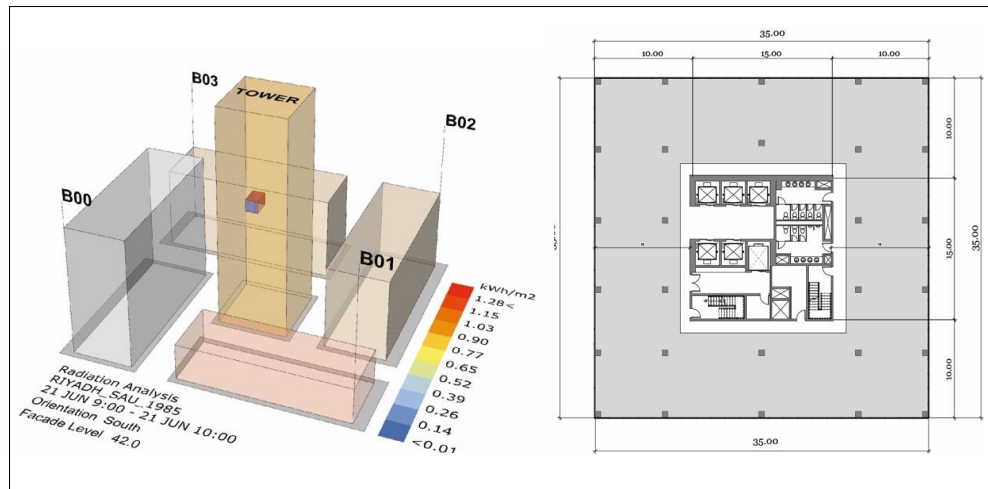 B03
TOWER
B02
B00
B01
kWh/m2
1.28<
1.15
1.03
0.90
0.77
0.65
0.52
0.39
0.26
0.14
<0.01
Radiation Analysis
RIYADH_SAU_1985
21 JUN 9:00 - 21 JUN 10:00
Orientation South
Facade Level 42.0
35.00
10.00
15.00
10.00
10.00
15.00
10.00
35.00
35.00